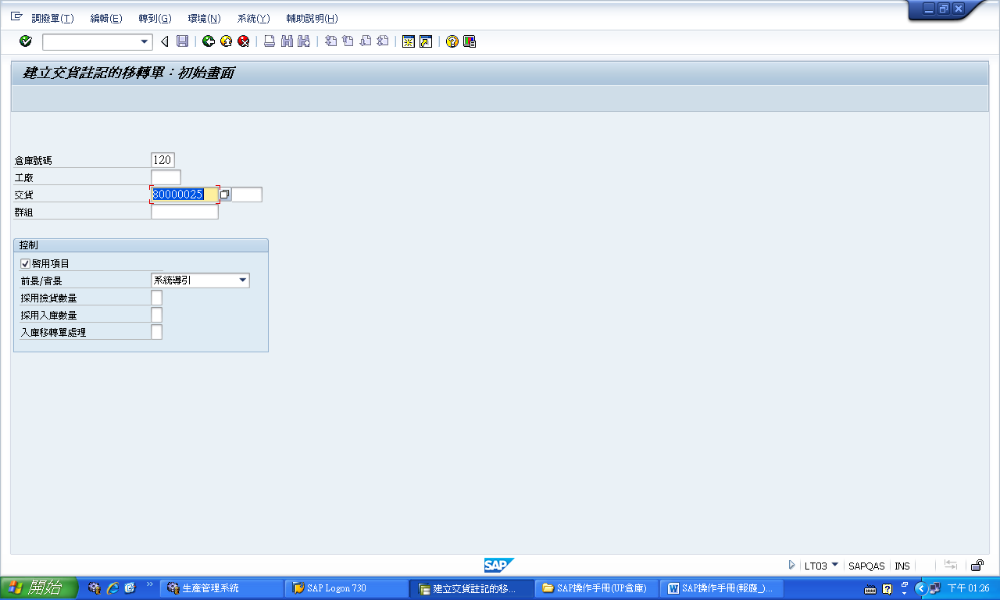 調撥單(T) 編輯(E) 轉到(G) 環境(N) 系統(Y) 輔助說明(H)
建立交貨註記的移轉單：初始畫面
倉庫號碼 120
工廠
交貨 80000025
群組
控制
啓用項目
前景/背景 系統導引
採用撿貨數量
採用入庫數量
入庫移轉單處理
SAP
LT03 SAPQAS INS
開始 生產管理系統 SAP Logon 730 建立交貨註記的移... SAP操作手冊(UP倉庫) SAP操作手冊(報廢_)... 下午 01:26